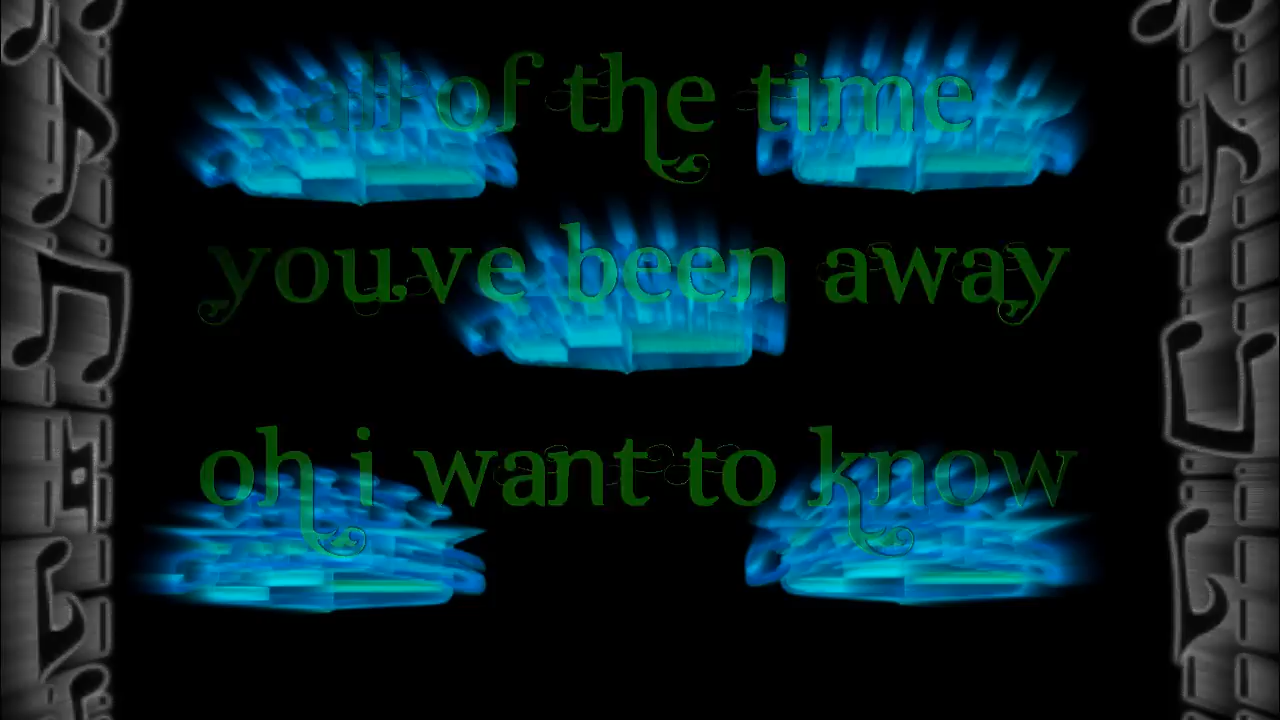 all of the time
you,ve been away
oh i want to know